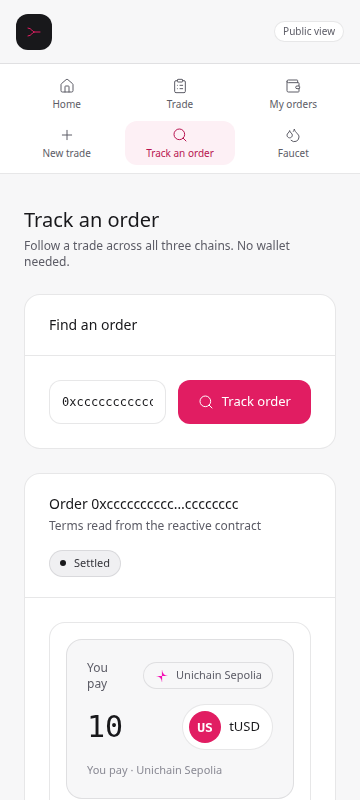 Public view
Home
Trade
My orders
New trade
Track an order
Faucet
Track an order
Follow a trade across all three chains. No wallet
needed.
Find an order
0xccccccccccc
Track order
Order 0xcccccccccc...cccccccc
Terms read from the reactive contract
Settled
You
pay
Unichain Sepolia
10
US
tUSD
You pay · Unichain Sepolia